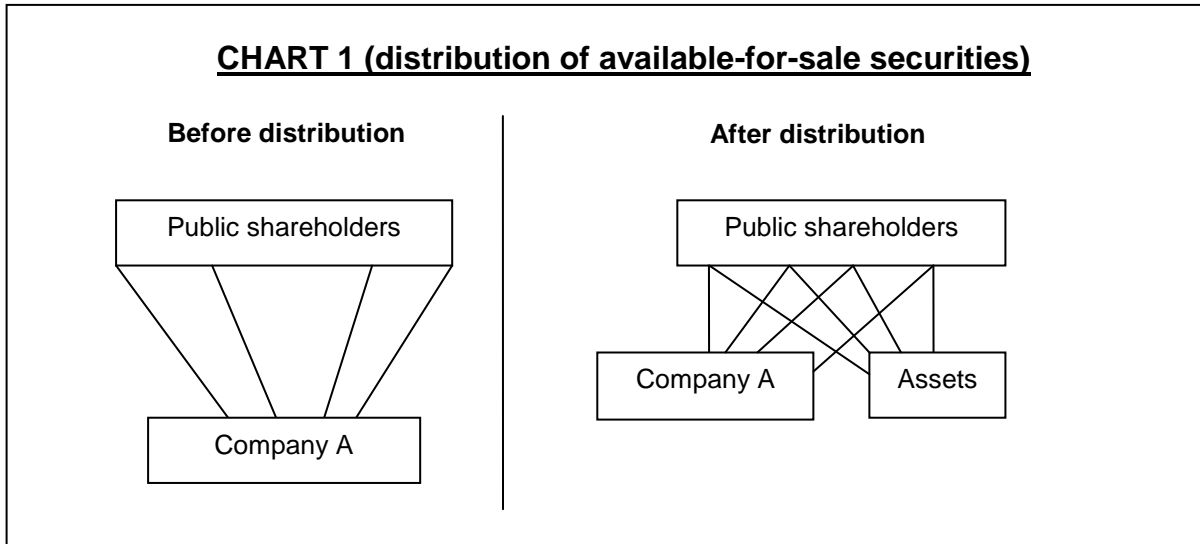 CHART 1 (distribution of available-for-sale securities)
Before distribution
Public shareholders
Company A
After distribution
Public shareholders
Company A
Assets